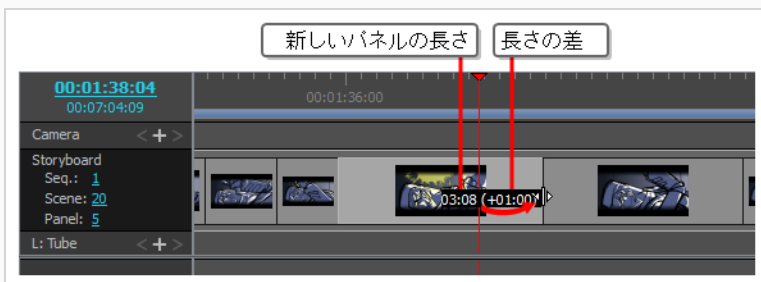 新しいパネルの長さ
長さの差
00:01:38:04
00:07:04:09
00:01:36:00
Camera < + >
Storyboard
Seq.: 1
Scene: 20
Panel: 5
03:08 (+01:00)
L: Tube < + >